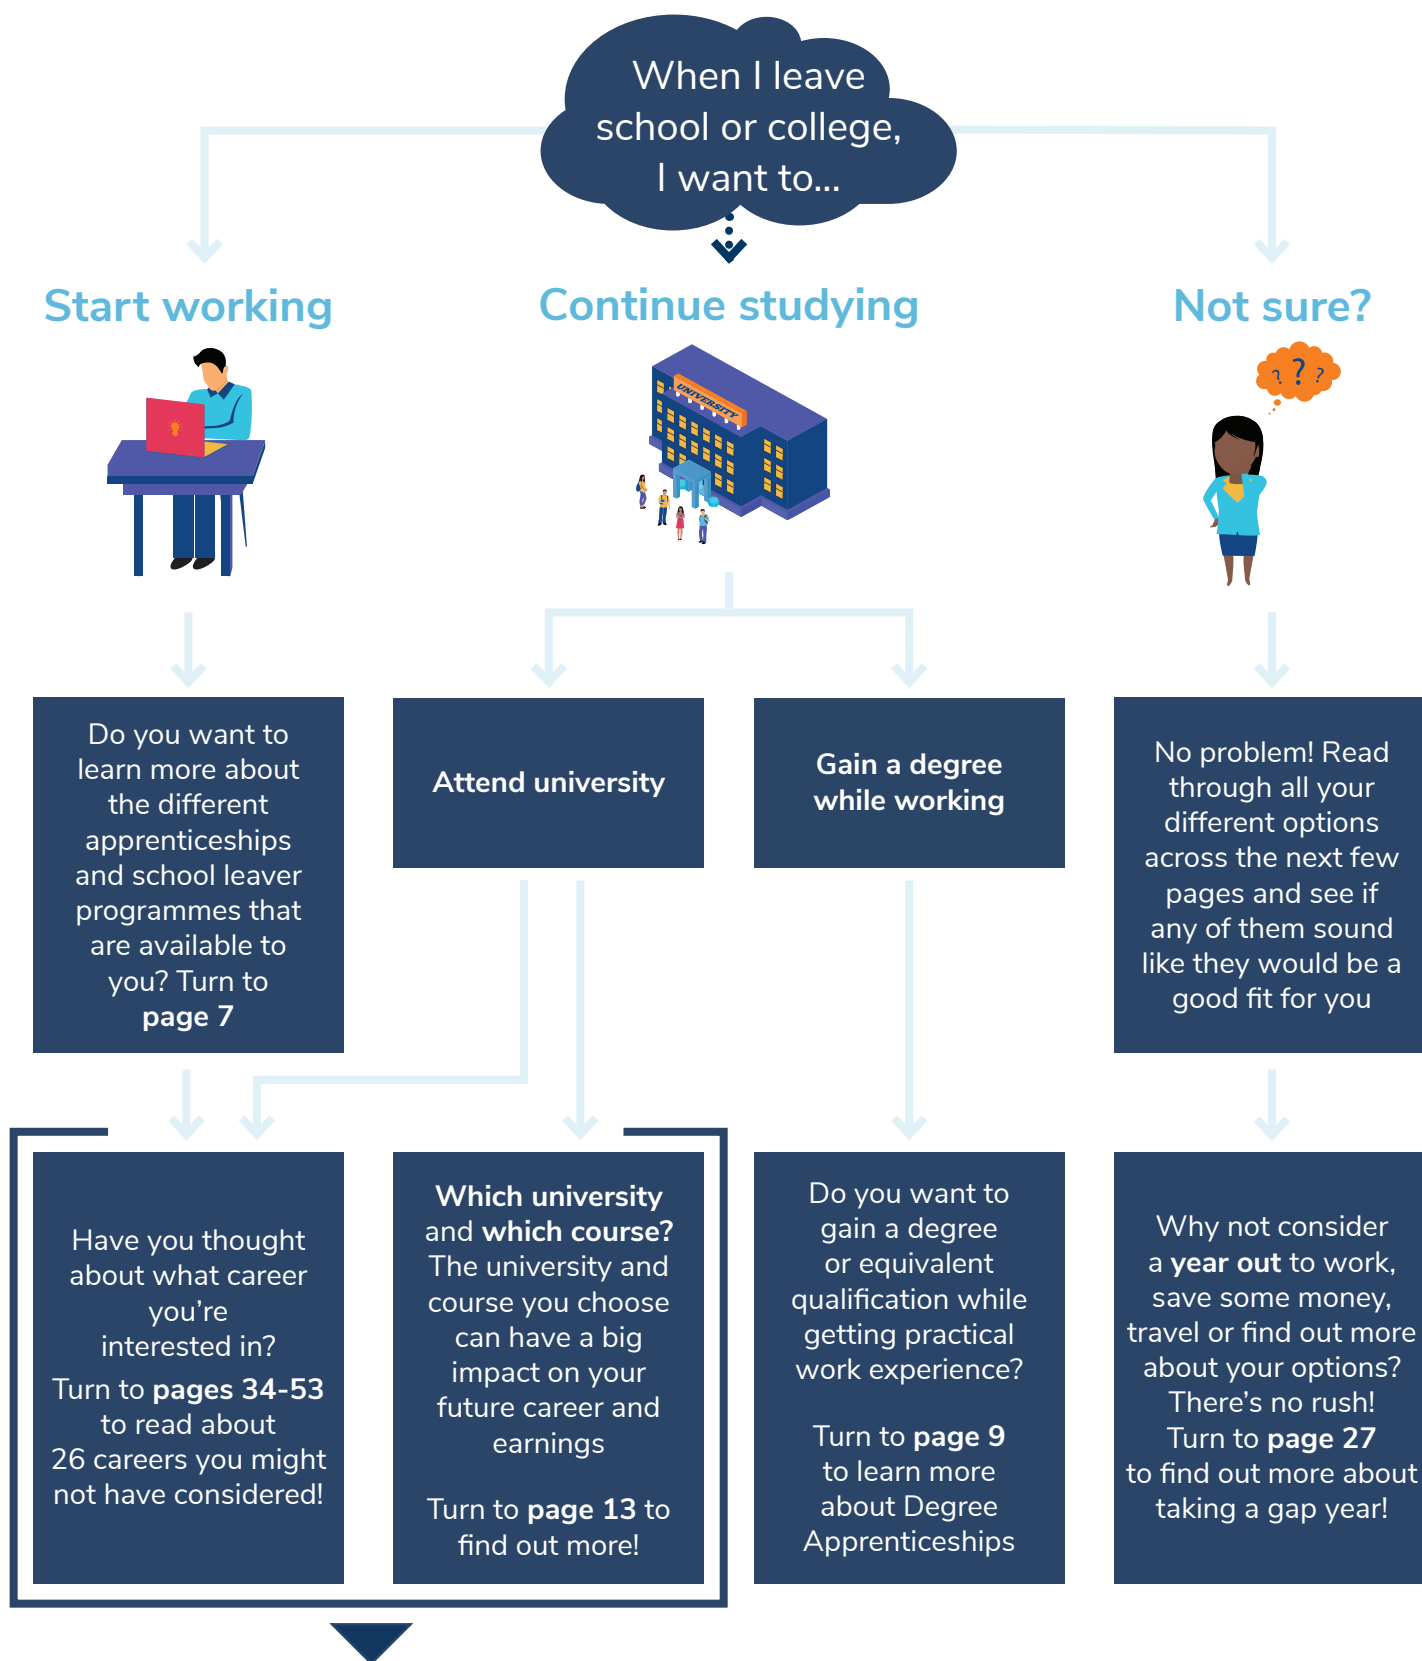 When I leave
school or college,
I want to...
Start working
Continue studying
Not sure?
? ? ?
UNIVERSITY
Do you want to
learn more about
the different
apprenticeships
and school leaver
programmes that
are available to
you? Turn to
page 7
Attend university
Gain a degree
while working
No problem! Read
through all your
different options
across the next few
pages and see if
any of them sound
like they would be a
good fit for you
Have you thought
about what career
you’re
interested in?
Turn to pages 34-53
to read about
26 careers you might
not have considered!
Which university
and which course?
The university and
course you choose
can have a big
impact on your
future career and
earnings
Turn to page 13 to
find out more!
Do you want to
gain a degree
or equivalent
qualification while
getting practical
work experience?
Turn to page 9
to learn more
about Degree
Apprenticeships
Why not consider
a year out to work,
save some money,
travel or find out more
about your options?
There’s no rush!
Turn to page 27
to find out more about
taking a gap year!